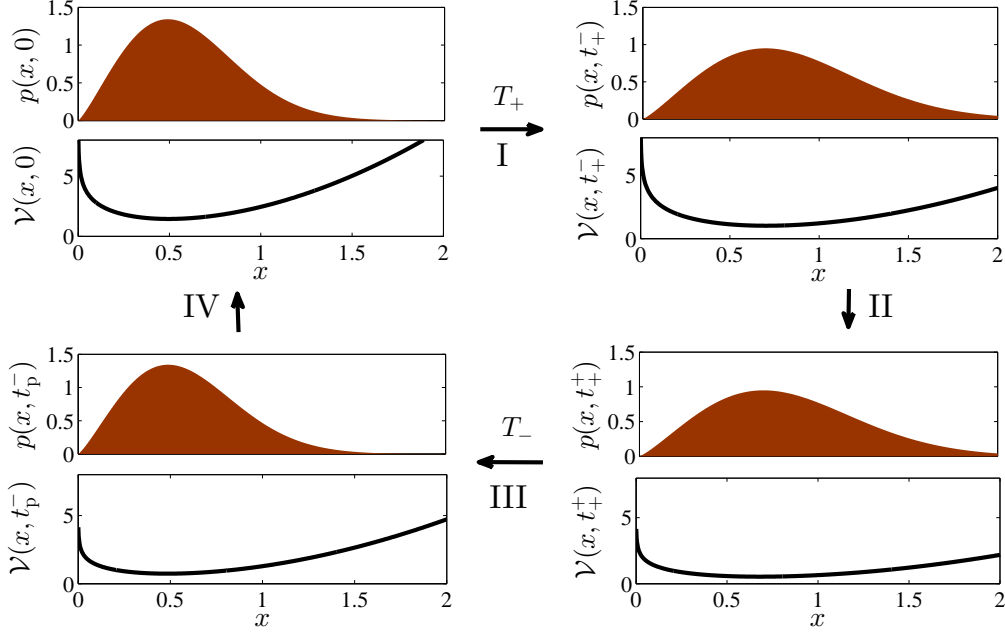 p(x, 0)
1.5
1
0.5
0
𝒱(x, 0)
5
0
0 0.5 1 1.5 2
x
T₊
I
p(x, t₊⁻)
1.5
1
0.5
0
𝒱(x, t₊⁻)
5
0
0 0.5 1 1.5 2
x
IV
II
p(x, tₚ⁻)
1.5
1
0.5
0
𝒱(x, tₚ⁻)
5
0
0 0.5 1 1.5 2
x
T₋
III
p(x, t₊⁺)
1.5
1
0.5
0
𝒱(x, t₊⁺)
5
0
0 0.5 1 1.5 2
x